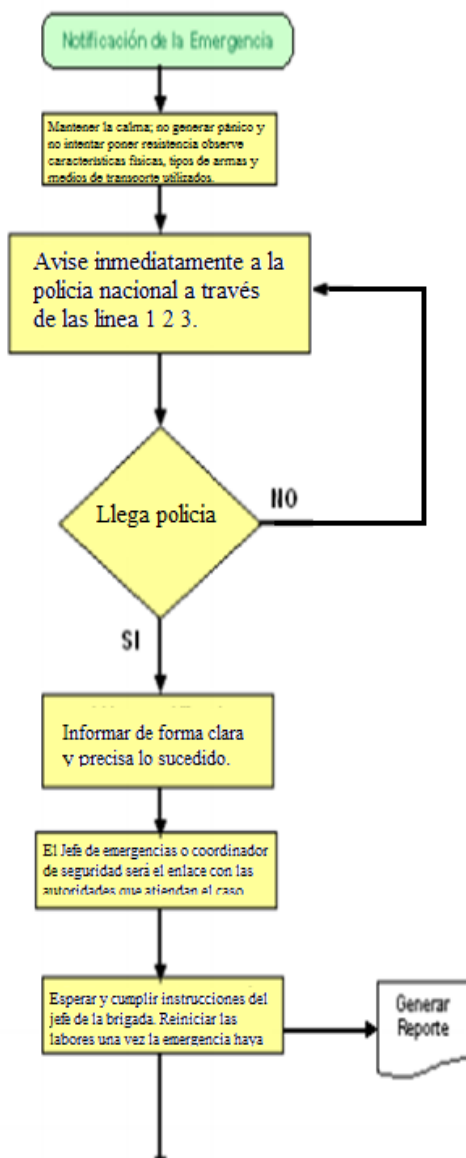 Notificación de la Emergencia
Mantener la calma; no generar pánico y
no intentar poner resistencia observe
características físicas, tipos de armas y
medios de transporte utilizados.
Avise inmediatamente a la
policia nacional a través
de las línea 1 2 3.
Llega policia
NO
SI
Informar de forma clara
y precisa lo sucedido.
El Jefe de emergencias o coordinador
de seguridad será el enlace con las
autoridades que atiendan el caso
Esperar y cumplir instrucciones del
jefe de la brigada. Reiniciar las
labores una vez la emergencia haya
Generar
Reporte